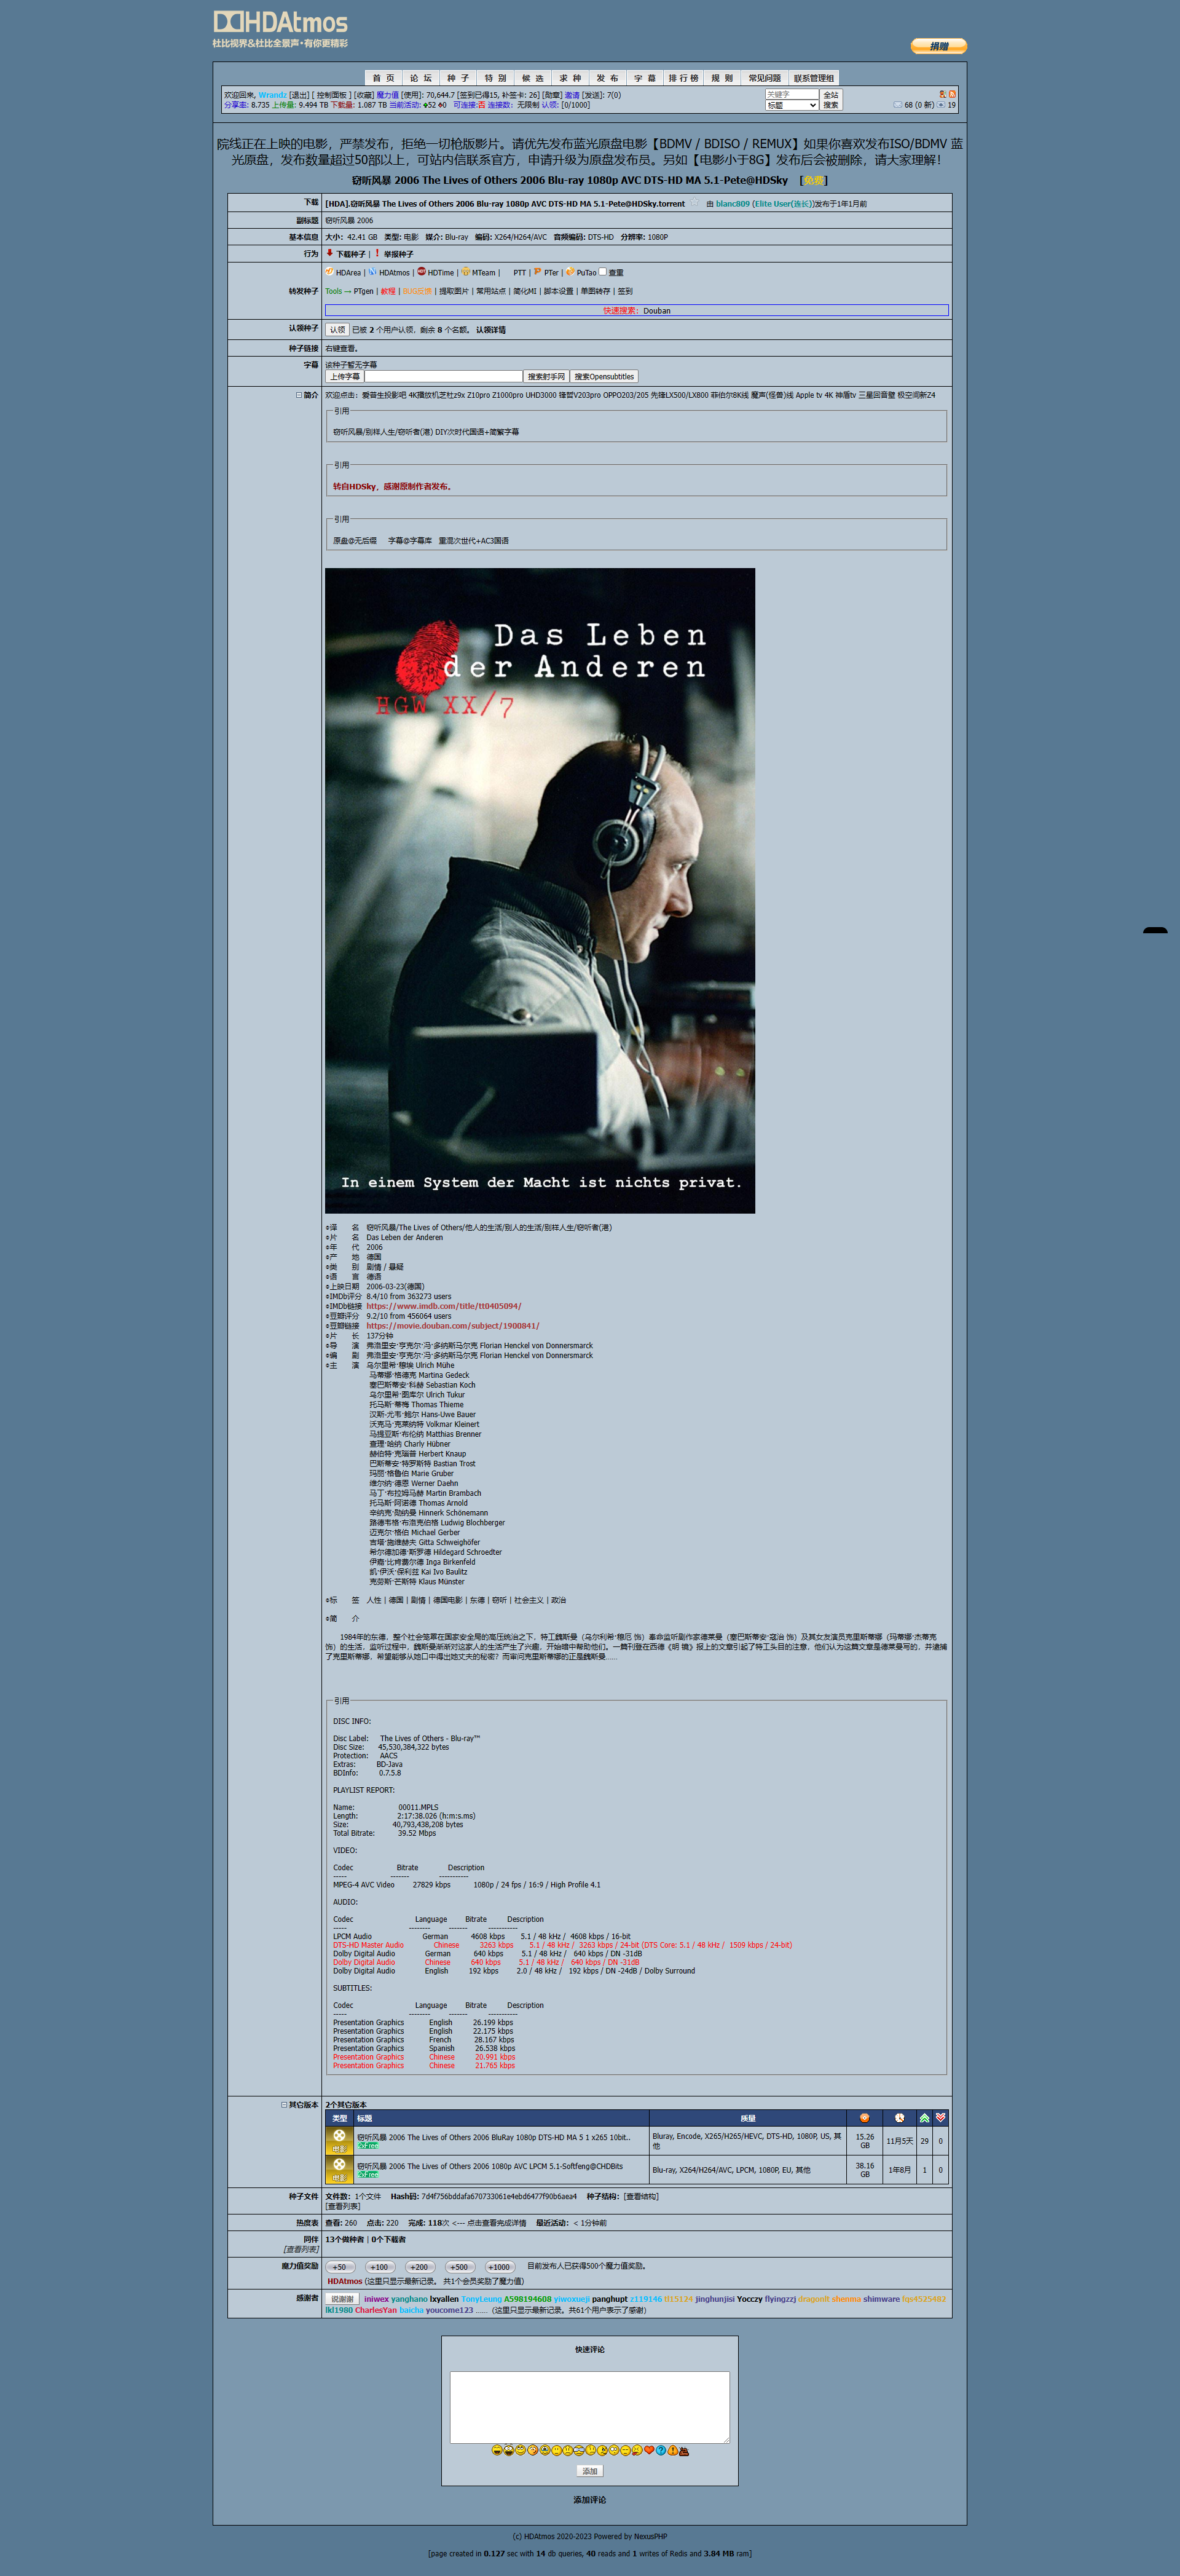 HDAtmos
杜比视界&杜比全景声•有你更精彩
捐赠
首 页 论 坛 种 子 特 别 候 选 求 种 发 布 字 幕 排 行 榜 规 则 常见问题 联系管理组
欢迎回来, Wrandz [退出] [ 控制面板 ] [收藏] 魔力值 [使用]: 70,644.7 [签到已得15, 补签卡: 26] [勋章] 邀请 [发送]: 7(0)
关键字 全站
分享率: 8.735 上传量: 9.494 TB 下载量: 1.087 TB 当前活动: 52 0 可连接:否 连接数: 无限制 认领: [0/1000]
标题 搜索 68 (0 新) 19
院线正在上映的电影，严禁发布，拒绝一切枪版影片。请优先发布蓝光原盘电影【BDMV / BDISO / REMUX】如果你喜欢发布ISO/BDMV 蓝
光原盘，发布数量超过50部以上，可站内信联系官方，申请升级为原盘发布员。另如【电影小于8G】发布后会被删除，请大家理解！
窃听风暴 2006 The Lives of Others 2006 Blu-ray 1080p AVC DTS-HD MA 5.1-Pete@HDSky [免费]
下载 [HDA].窃听风暴 The Lives of Others 2006 Blu-ray 1080p AVC DTS-HD MA 5.1-Pete@HDSky.torrent 由 blanc809 (Elite User(连长))发布于1年1月前
副标题 窃听风暴 2006
基本信息 大小：42.41 GB 类型: 电影 媒介: Blu-ray 编码: X264/H264/AVC 音频编码: DTS-HD 分辨率: 1080P
行为 下载种子 | 举报种子
HDArea | HDAtmos | HDTime | MTeam | PTT | PTer | PuTao 查重
转发种子 Tools → PTgen | 教程 | BUG反馈 | 提取图片 | 常用站点 | 简化MI | 脚本设置 | 单图转存 | 签到
快速搜索： Douban
认领种子 认领 已被 2 个用户认领，剩余 8 个名额。 认领详情
种子链接 右键查看。
字幕 该种子暂无字幕
上传字幕 搜索射手网 搜索Opensubtitles
简介 欢迎点击：爱普生投影吧 4K播放机芝杜z9x Z10pro Z1000pro UHD3000 锋哲V203pro OPPO203/205 先锋LX500/LX800 菲伯尔8K线 魔声(怪兽)线 Apple tv 4K 神盾tv 三星回音壁 极空间新Z4
引用
窃听风暴/别样人生/窃听者(港) DIY次时代国语+简繁字幕
引用
转自HDSky，感谢原制作者发布。
引用
原盘@无后缀 字幕@字幕库 重混次世代+AC3国语
Das Leben
der Anderen
HGW XX/7
In einem System der Macht ist nichts privat.
◎译 名 窃听风暴/The Lives of Others/他人的生活/别人的生活/别样人生/窃听者(港)
◎片 名 Das Leben der Anderen
◎年 代 2006
◎产 地 德国
◎类 别 剧情 / 悬疑
◎语 言 德语
◎上映日期 2006-03-23(德国)
◎IMDb评分 8.4/10 from 363273 users
◎IMDb链接 https://www.imdb.com/title/tt0405094/
◎豆瓣评分 9.2/10 from 456064 users
◎豆瓣链接 https://movie.douban.com/subject/1900841/
◎片 长 137分钟
◎导 演 弗洛里安·亨克尔·冯·多纳斯马尔克 Florian Henckel von Donnersmarck
◎编 剧 弗洛里安·亨克尔·冯·多纳斯马尔克 Florian Henckel von Donnersmarck
◎主 演 乌尔里希·穆埃 Ulrich Mühe
马蒂娜·格德克 Martina Gedeck
塞巴斯蒂安·科赫 Sebastian Koch
乌尔里希·图库尔 Ulrich Tukur
托马斯·蒂梅 Thomas Thieme
汉斯-尤韦·鲍尔 Hans-Uwe Bauer
沃克马·克莱纳特 Volkmar Kleinert
马提亚斯·布伦纳 Matthias Brenner
查理·哈纳 Charly Hübner
赫伯特·克瑙普 Herbert Knaup
巴斯蒂安·特罗斯特 Bastian Trost
玛丽·格鲁伯 Marie Gruber
维尔纳·德恩 Werner Daehn
马丁·布拉姆马赫 Martin Brambach
托马斯·阿诺德 Thomas Arnold
辛纳克·勋纳曼 Hinnerk Schönemann
路德韦格·布洛克伯格 Ludwig Blochberger
迈克尔·格伯 Michael Gerber
吉塔·施维赫夫 Gitta Schweighöfer
希尔德加德·斯罗德 Hildegard Schroedter
伊嘉·比肯费尔德 Inga Birkenfeld
凯·伊沃·保利兹 Kai Ivo Baulitz
克劳斯·芒斯特 Klaus Münster
◎标 签 人性 | 德国 | 剧情 | 德国电影 | 东德 | 窃听 | 社会主义 | 政治
◎简 介
1984年的东德，整个社会笼罩在国家安全局的高压统治之下，特工魏斯曼（乌尔利希·穆厄 饰）奉命监听剧作家德莱曼（塞巴斯蒂安·寇治 饰）及其女友演员克里斯蒂娜（玛蒂娜·杰蒂克
饰）的生活，监听过程中，魏斯曼渐渐对这家人的生活产生了兴趣，开始暗中帮助他们。一篇刊登在西德《明 镜》报上的文章引起了特工头目的注意，他们认为这篇文章是德莱曼写的，并逮捕
了克里斯蒂娜，希望能够从她口中得出她丈夫的秘密？而审问克里斯蒂娜的正是魏斯曼……
引用
DISC INFO:
Disc Label: The Lives of Others - Blu-ray™
Disc Size: 45,530,384,322 bytes
Protection: AACS
Extras: BD-Java
BDInfo: 0.7.5.8
PLAYLIST REPORT:
Name: 00011.MPLS
Length: 2:17:38.026 (h:m:s.ms)
Size: 40,793,438,208 bytes
Total Bitrate: 39.52 Mbps
VIDEO:
Codec Bitrate Description
----- ------- -----------
MPEG-4 AVC Video 27829 kbps 1080p / 24 fps / 16:9 / High Profile 4.1
AUDIO:
Codec Language Bitrate Description
----- -------- ------- -----------
LPCM Audio German 4608 kbps 5.1 / 48 kHz / 4608 kbps / 16-bit
DTS-HD Master Audio Chinese 3263 kbps 5.1 / 48 kHz / 3263 kbps / 24-bit (DTS Core: 5.1 / 48 kHz / 1509 kbps / 24-bit)
Dolby Digital Audio German 640 kbps 5.1 / 48 kHz / 640 kbps / DN -31dB
Dolby Digital Audio Chinese 640 kbps 5.1 / 48 kHz / 640 kbps / DN -31dB
Dolby Digital Audio English 192 kbps 2.0 / 48 kHz / 192 kbps / DN -24dB / Dolby Surround
SUBTITLES:
Codec Language Bitrate Description
----- -------- ------- -----------
Presentation Graphics English 26.199 kbps
Presentation Graphics English 22.175 kbps
Presentation Graphics French 28.167 kbps
Presentation Graphics Spanish 26.538 kbps
Presentation Graphics Chinese 20.991 kbps
Presentation Graphics Chinese 21.765 kbps
其它版本 2个其它版本
类型 标题 质量
电影 窃听风暴 2006 The Lives of Others 2006 BluRay 1080p DTS-HD MA 5 1 x265 10bit.. Bluray, Encode, X265/H265/HEVC, DTS-HD, 1080P, US, 其他 15.26 GB 11月5天 29 0
电影 窃听风暴 2006 The Lives of Others 2006 1080p AVC LPCM 5.1-Softfeng@CHDBits Blu-ray, X264/H264/AVC, LPCM, 1080P, EU, 其他 38.16 GB 1年8月 1 0
种子文件 文件数：1个文件 Hash码: 7d4f756bddafa670733061e4ebd6477f90b6aea4 种子结构： [查看结构]
[查看列表]
热度表 查看: 260 点击: 220 完成: 118次 <--- 点击查看完成详情 最近活动： < 1分钟前
同伴 13个做种者 | 0个下载者
[查看列表]
魔力值奖励 +50 +100 +200 +500 +1000 目前发布人已获得500个魔力值奖励。
HDAtmos (这里只显示最新记录。 共1个会员奖励了魔力值)
感谢者 说谢谢 iniwex yanghano lxyallen TonyLeung A598194608 yiwoxueji panghupt z119146 lI15124 jinghunjisi Yocczy flyingzzj dragonlt shenma shimware fqs4525482
lkl1980 CharlesYan baicha youcome123 ...... (这里只显示最新记录。共61个用户表示了感谢)
快速评论
添加
添加评论
(c) HDAtmos 2020-2023 Powered by NexusPHP
[page created in 0.127 sec with 14 db queries, 40 reads and 1 writes of Redis and 3.84 MB ram]